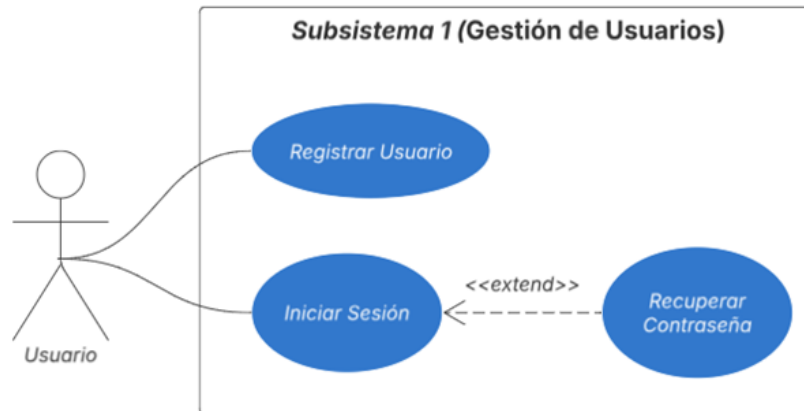 Subsistema 1 (Gestión de Usuarios)
Registrar Usuario
Iniciar Sesión
<<extend>>
Recuperar
Contraseña
Usuario